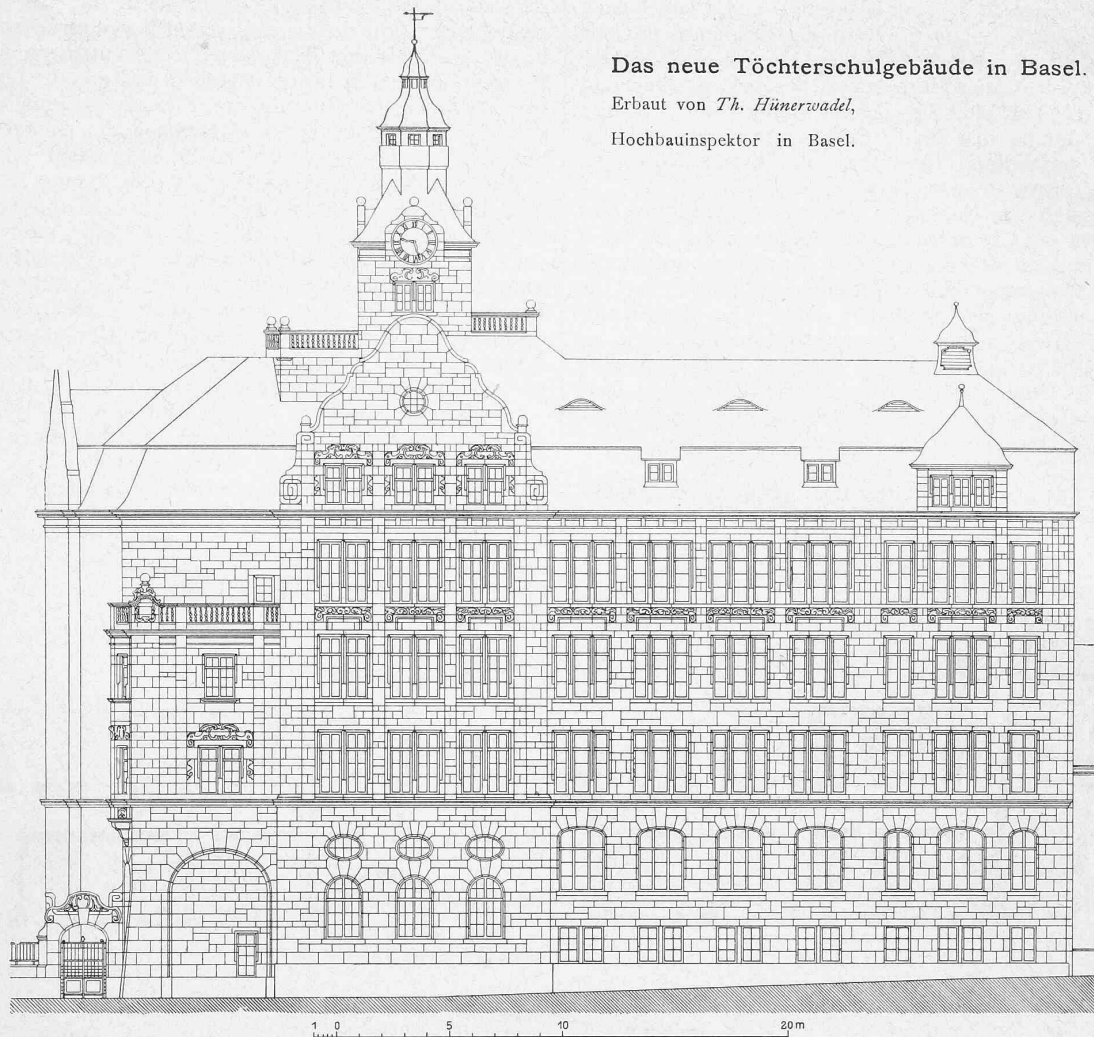 Das neue Töchterschulgebäude in Basel.
Erbaut von Th. Hünerwadel,
Hochbauinspektor in Basel.
1 0 5 10 20 m